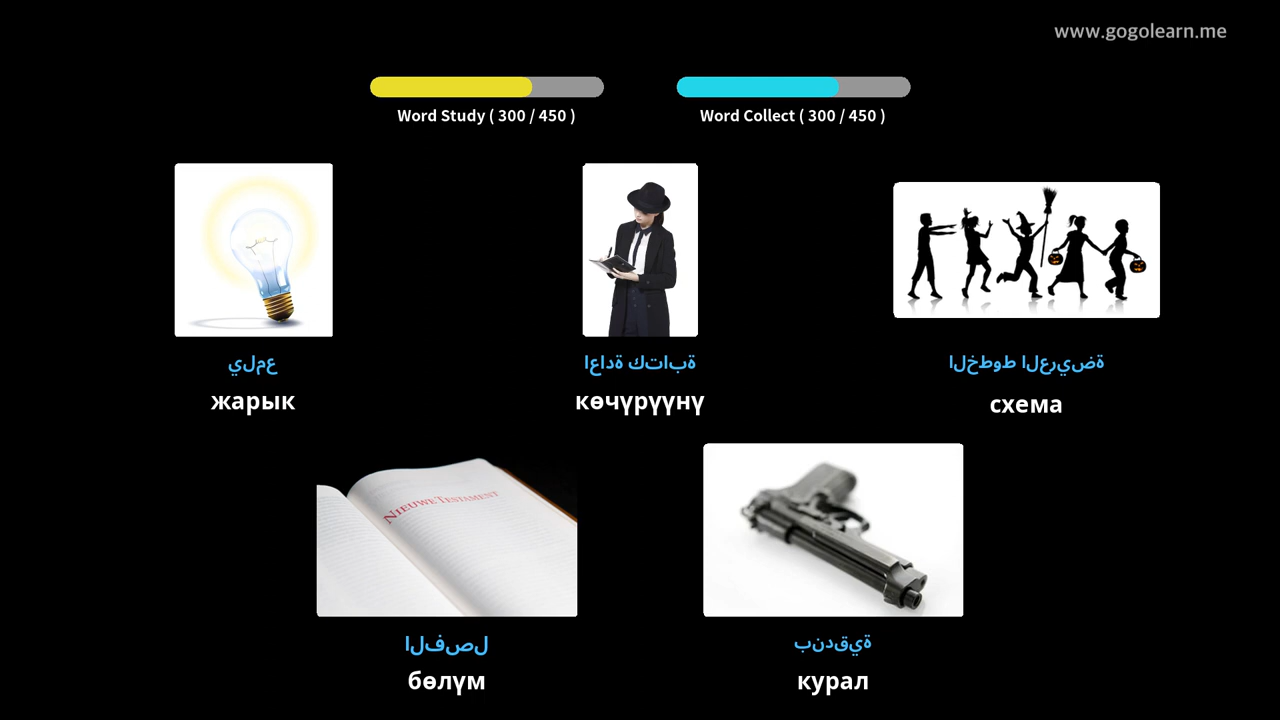 www.gogolearn.me
Word Study ( 300 / 450 )
Word Collect ( 300 / 450 )
يلمع
اعادة كتابة
الخطوط العريضة
жарык
көчүрүүнү
схема
NIEUWE TESTAMENT
الفصل
بندقية
бөлүм
курал